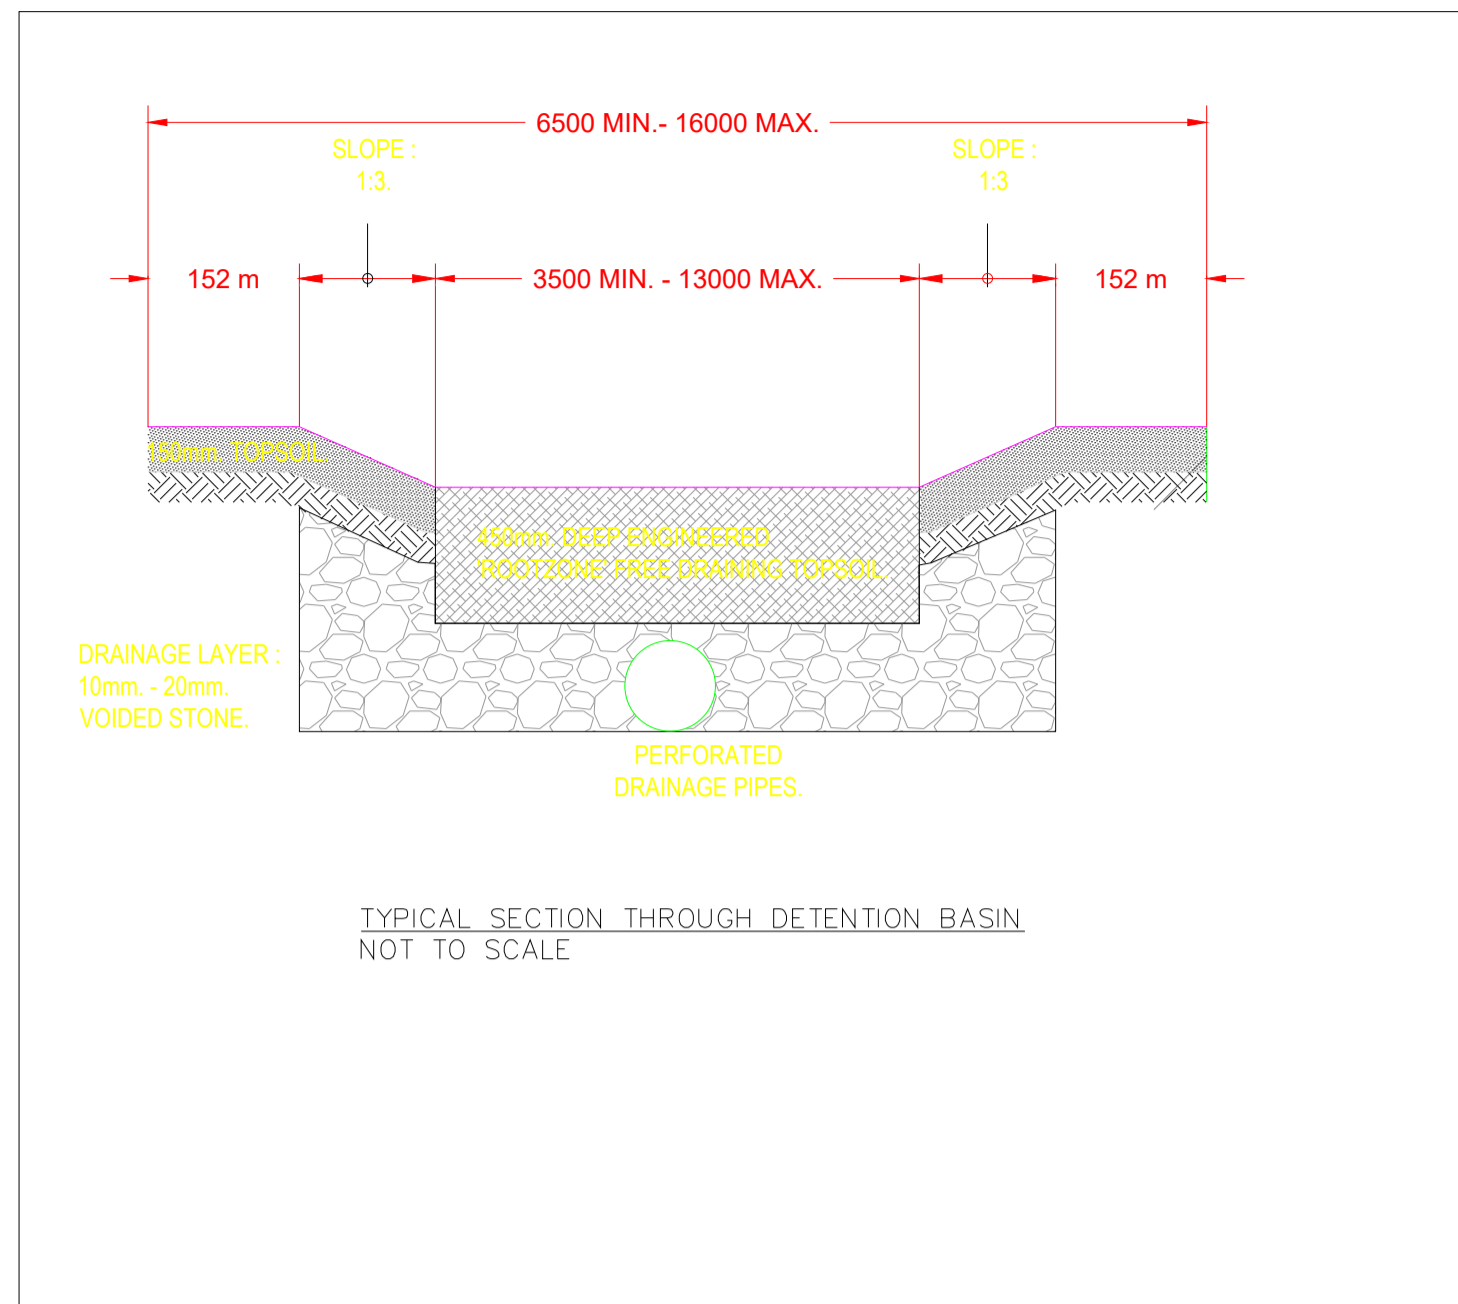 6500 MIN.- 16000 MAX.
SLOPE :
1:3.
SLOPE :
1:3
152 m
3500 MIN. - 13000 MAX.
152 m
150mm. TOPSOIL.
450mm. DEEP ENGINEERED
'ROOTZONE' FREE DRAINING TOPSOIL.
DRAINAGE LAYER :
10mm. - 20mm.
VOIDED STONE.
PERFORATED
DRAINAGE PIPES.
TYPICAL SECTION THROUGH DETENTION BASIN
NOT TO SCALE